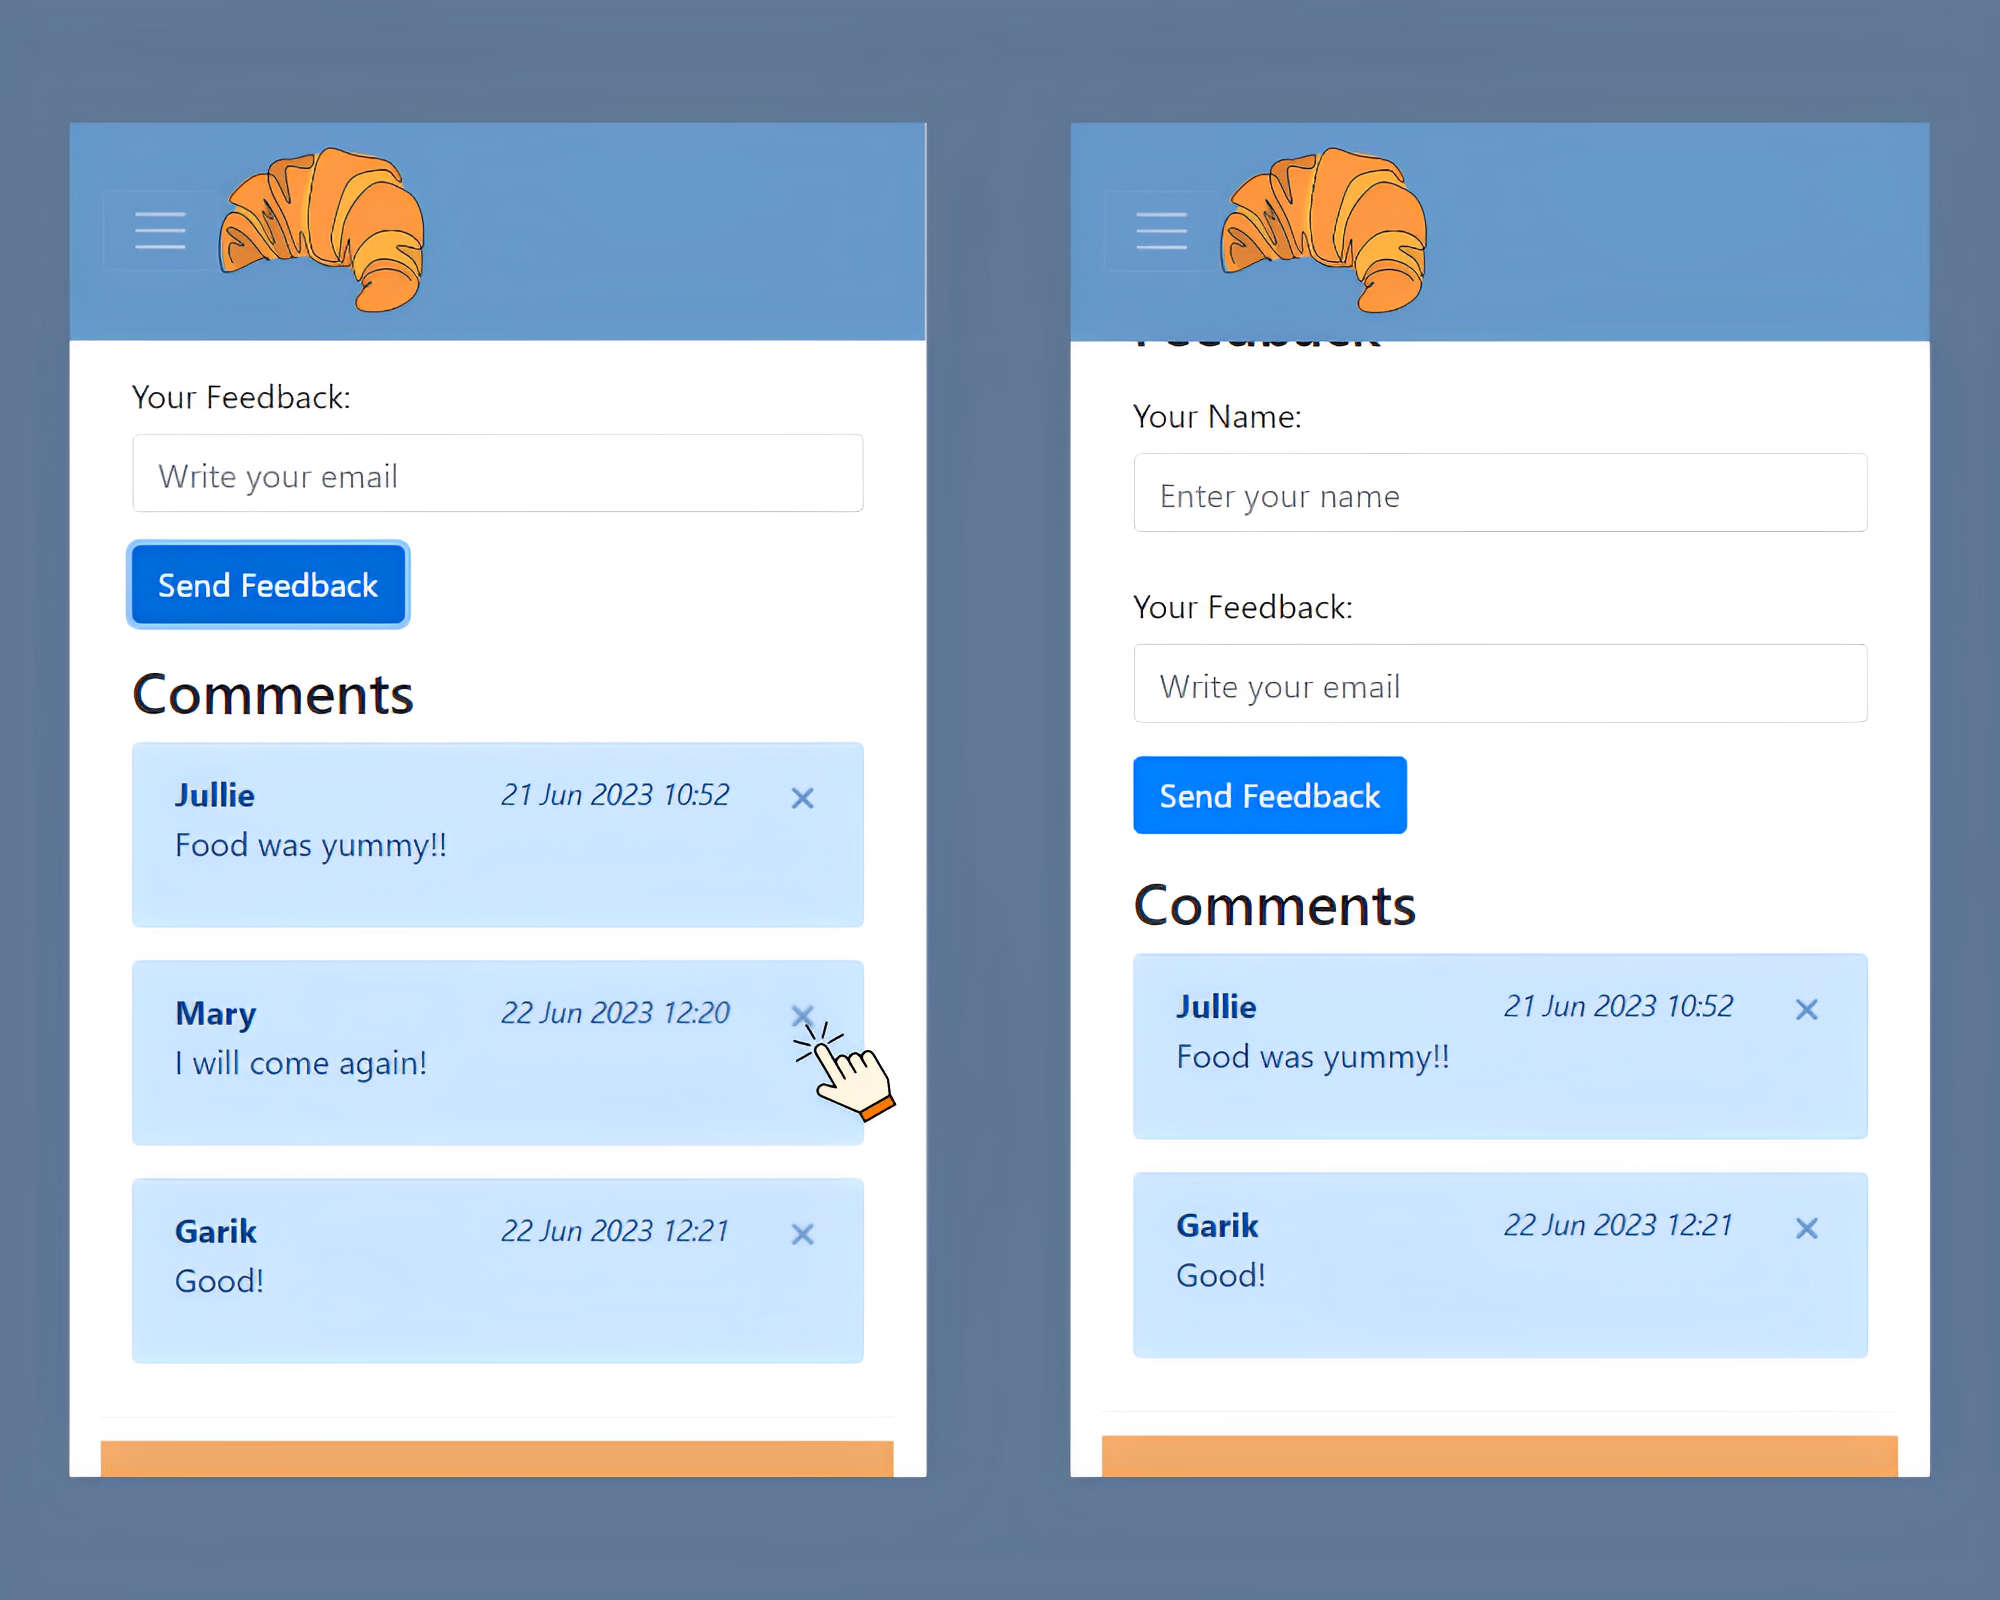 Your Feedback:
Write your email
Send Feedback
Comments
Jullie 21 Jun 2023 10:52 ×
Food was yummy!!
Mary 22 Jun 2023 12:20 ×
I will come again!
Garik 22 Jun 2023 12:21 ×
Good!
Feedback
Your Name:
Enter your name
Your Feedback:
Write your email
Send Feedback
Comments
Jullie 21 Jun 2023 10:52 ×
Food was yummy!!
Garik 22 Jun 2023 12:21 ×
Good!